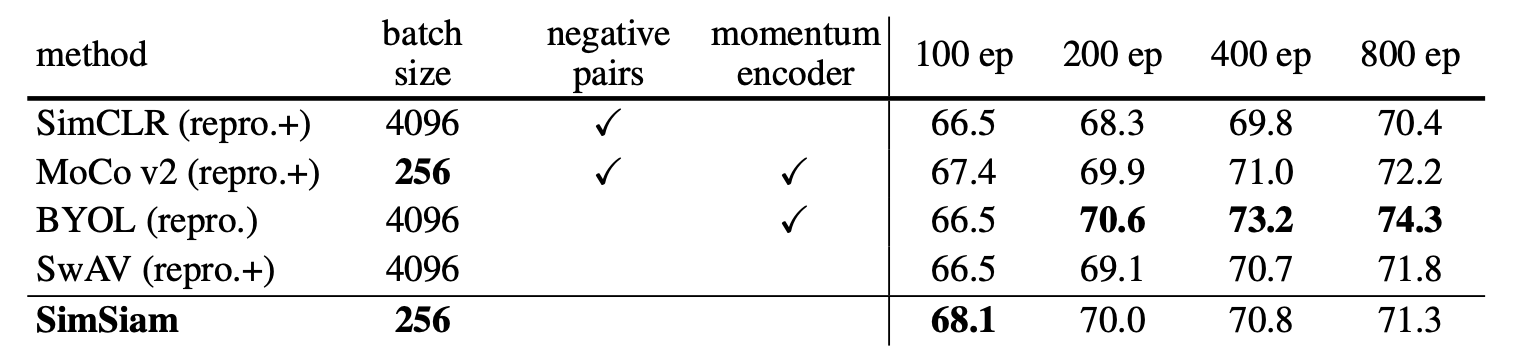 method batch size negative pairs momentum encoder 100 ep 200 ep 400 ep 800 ep
SimCLR (repro.+) 4096 ✓ 66.5 68.3 69.8 70.4
MoCo v2 (repro.+) 256 ✓ ✓ 67.4 69.9 71.0 72.2
BYOL (repro.) 4096 ✓ 66.5 70.6 73.2 74.3
SwAV (repro.+) 4096 66.5 69.1 70.7 71.8
SimSiam 256 68.1 70.0 70.8 71.3